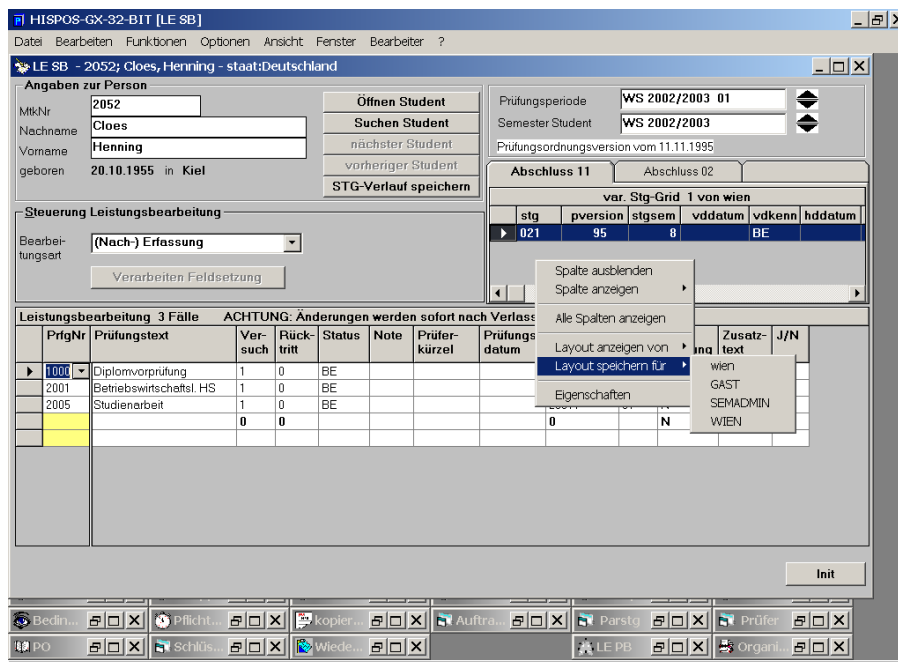 HISPOS-GX-32-BIT [LE SB]
Datei Bearbeiten Funktionen Optionen Ansicht Fenster Bearbeiter ?
LE SB - 2052; Cloes, Henning - staat:Deutschland
Angaben zur Person
MtkNr 2052
Nachname Cloes
Vorname Henning
geboren 20.10.1955 in Kiel
Öffnen Student
Suchen Student
nächster Student
vorheriger Student
STG-Verlauf speichern
Prüfungsperiode WS 2002/2003 01
Semester Student WS 2002/2003
Prüfungsordnungsversion vom 11.11.1995
Abschluss 11 Abschluss 02
var. Stg-Grid 1 von wien
stg pversion stgsem vddatum vdkenn hddatum
021 95 8 BE
Steuerung Leistungsbearbeitung
Bearbei-
tungsart
(Nach-) Erfassung
Verarbeiten Feldsetzung
Spalte ausblenden
Spalte anzeigen
Alle Spalten anzeigen
Layout anzeigen von
Layout speichern für
Eigenschaften
wien
GAST
SEMADMIN
WIEN
Leistungsbearbeitung 3 Fälle ACHTUNG: Änderungen werden sofort nach Verlass
PrfgNr Prüfungstext Ver- Rück- Status Note Prüfer- Prüfungs Zusatz- J/N
such tritt kürzel datum ung text
1000 Diplomvorprüfung 1 0 BE
2001 Betriebswirtschaftsl. HS 1 0 BE
2005 Studienarbeit 1 0 BE
0 0 0 N
Init
Bedin... Pflicht... kopier... Auftra... Parstg Prüfer
PO Schlüs... Wiede... LE PB Organi...